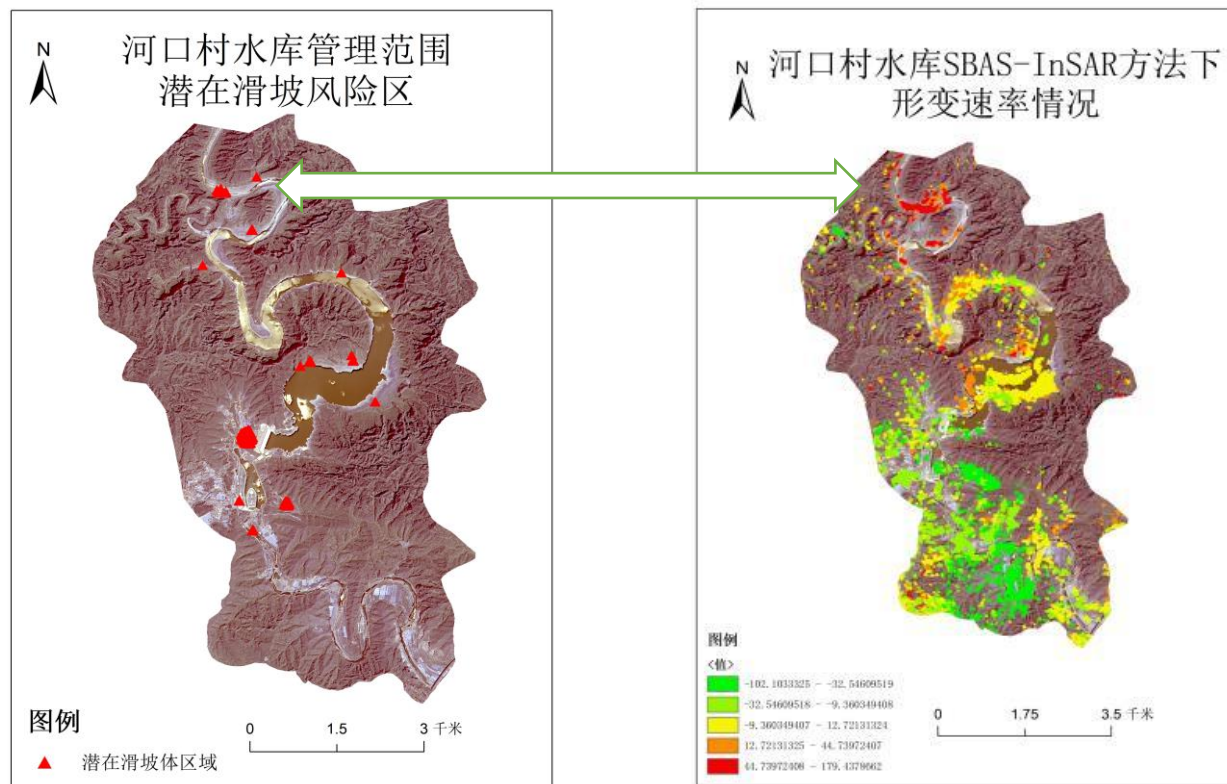 N
河口村水库管理范围
潜在滑坡风险区
图例
0 1.5 3 千米
潜在滑坡体区域
N
河口村水库SBAS-InSAR方法下
形变速率情况
图例
<值>
-102.1033325 - -32.54609519
-32.54609518 - -9.360349408
-9.360349407 - 12.72131324
12.72131325 - 44.73972407
44.73972408 - 179.4378662
0 1.75 3.5 千米